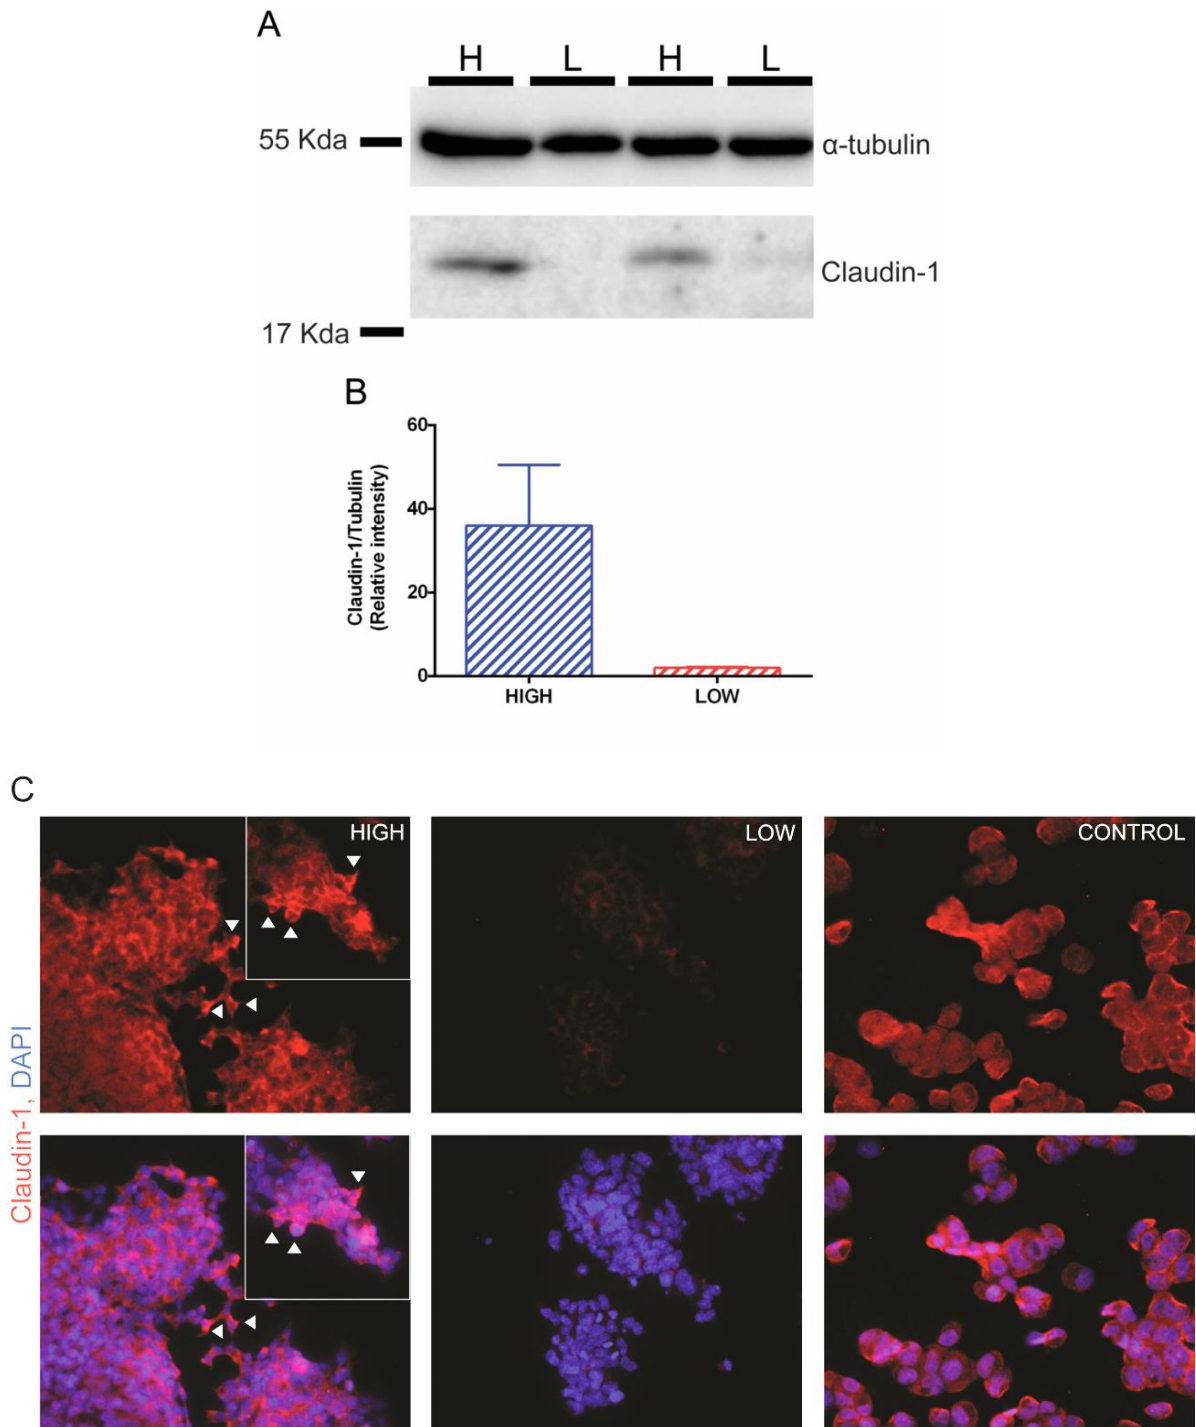 A
H L H L
55 Kda
α-tubulin
Claudin-1
17 Kda
B
Claudin-1/Tubulin
(Relative intensity)
60
40
20
0
HIGH LOW
C
HIGH LOW CONTROL
Claudin-1, DAPI